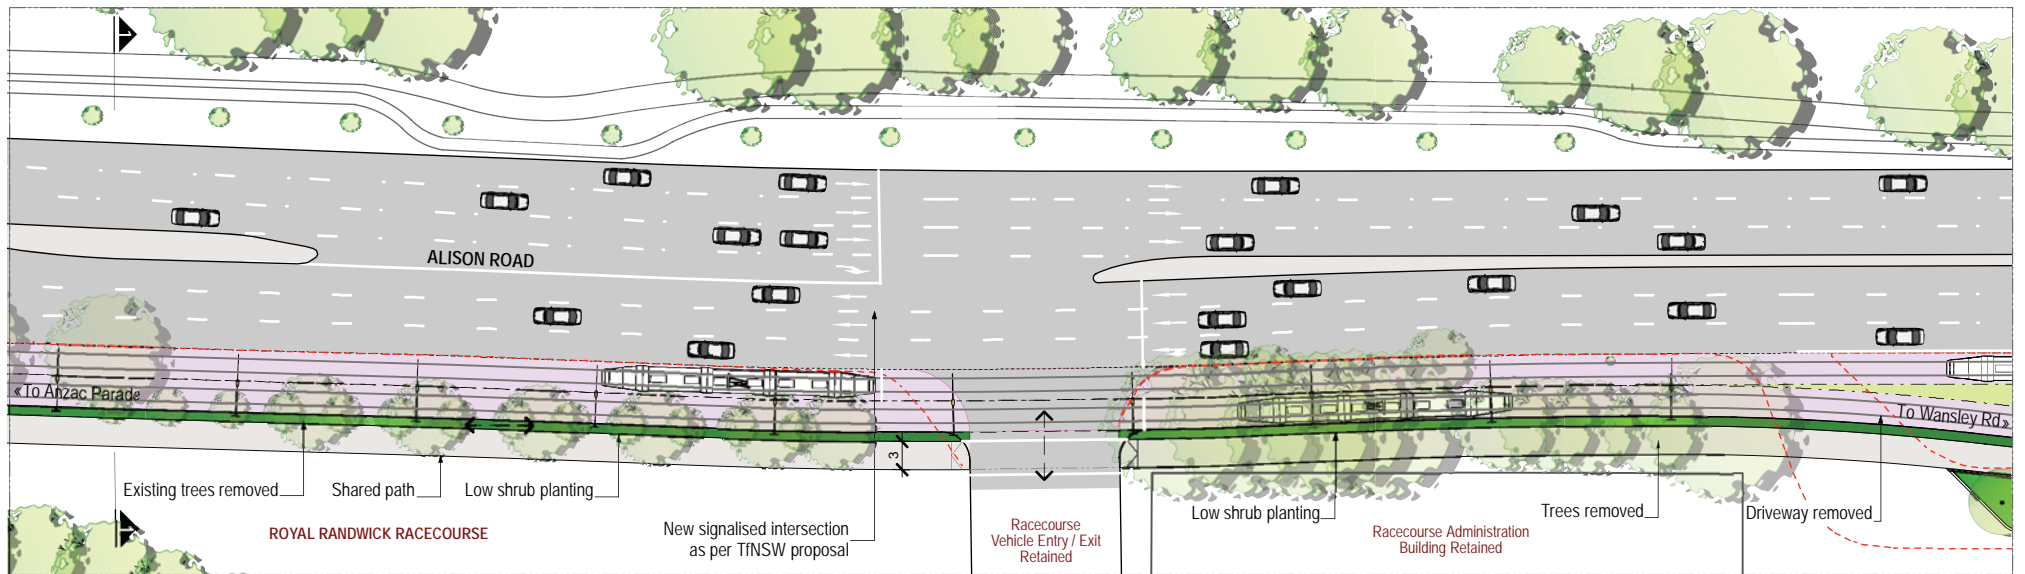 1
ALISON ROAD
«To Anzac Parade
To Wansley Rd»
3
Existing trees removed
Shared path
Low shrub planting
Low shrub planting
Trees removed
Driveway removed
1
ROYAL RANDWICK RACECOURSE
New signalised intersection
as per TfNSW proposal
Racecourse
Vehicle Entry / Exit
Retained
Racecourse Administration
Building Retained